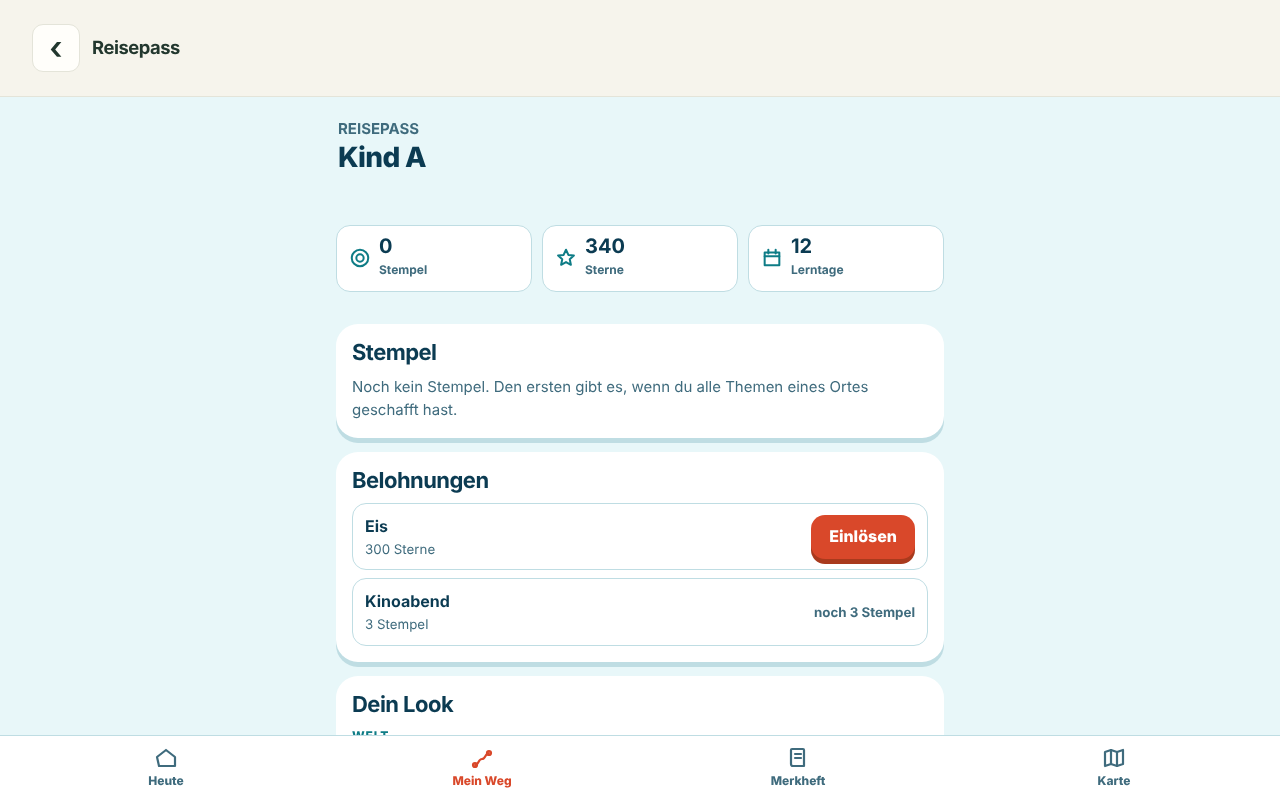 Reisepass
REISEPASS
Kind A
0
Stempel
340
Sterne
12
Lerntage
Stempel
Noch kein Stempel. Den ersten gibt es, wenn du alle Themen eines Ortes
geschafft hast.
Belohnungen
Eis
300 Sterne
Einlösen
Kinoabend
3 Stempel
noch 3 Stempel
Dein Look
WELT
Heute
Mein Weg
Merkheft
Karte